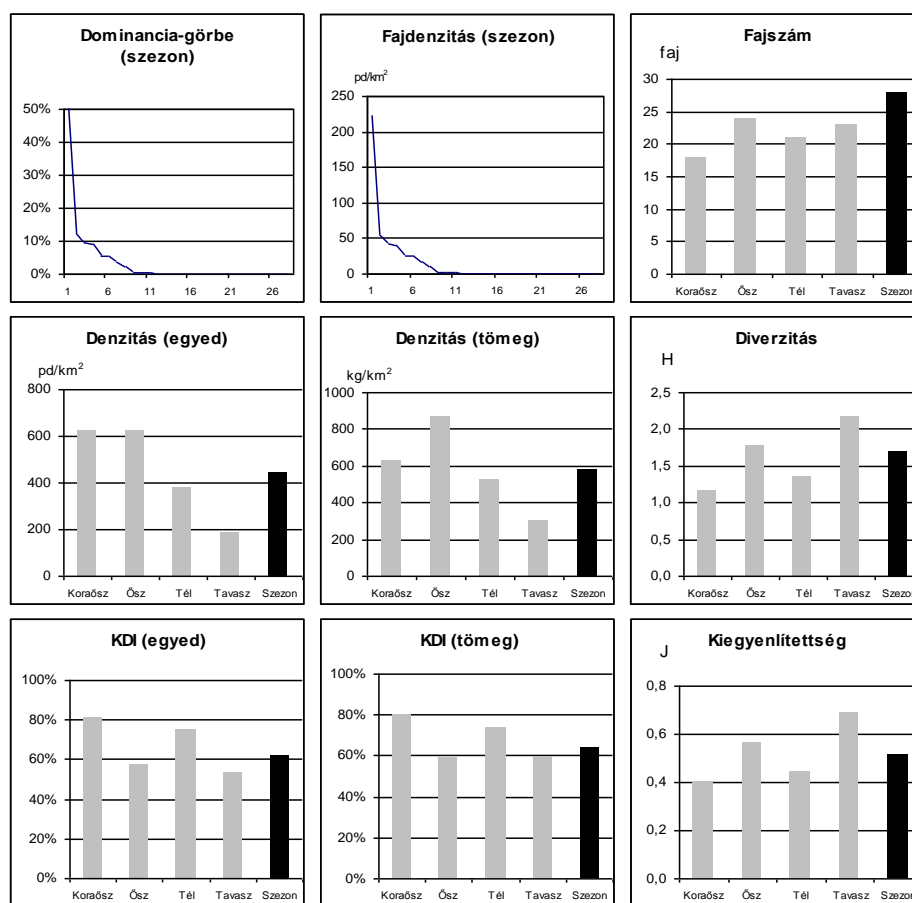 Dominancia-görbe
(szezon)
50%
40%
30%
20%
10%
0%
1 6 11 16 21 26
Fajdenzitás (szezon)
pd/km²
250
200
150
100
50
0
1 6 11 16 21 26
Fajszám
faj
30
25
20
15
10
5
0
Koraősz Ősz Tél Tavasz Szezon
Denzitás (egyed)
pd/km²
800
600
400
200
0
Koraősz Ősz Tél Tavasz Szezon
Denzitás (tömeg)
kg/km²
1000
800
600
400
200
0
Koraősz Ősz Tél Tavasz Szezon
Diverzitás
H
2,5
2,0
1,5
1,0
0,5
0,0
Koraősz Ősz Tél Tavasz Szezon
KDI (egyed)
100%
80%
60%
40%
20%
0%
Koraősz Ősz Tél Tavasz Szezon
KDI (tömeg)
100%
80%
60%
40%
20%
0%
Koraősz Ősz Tél Tavasz Szezon
Kiegyenlítettség
J
0,8
0,6
0,4
0,2
0,0
Koraősz Ősz Tél Tavasz Szezon